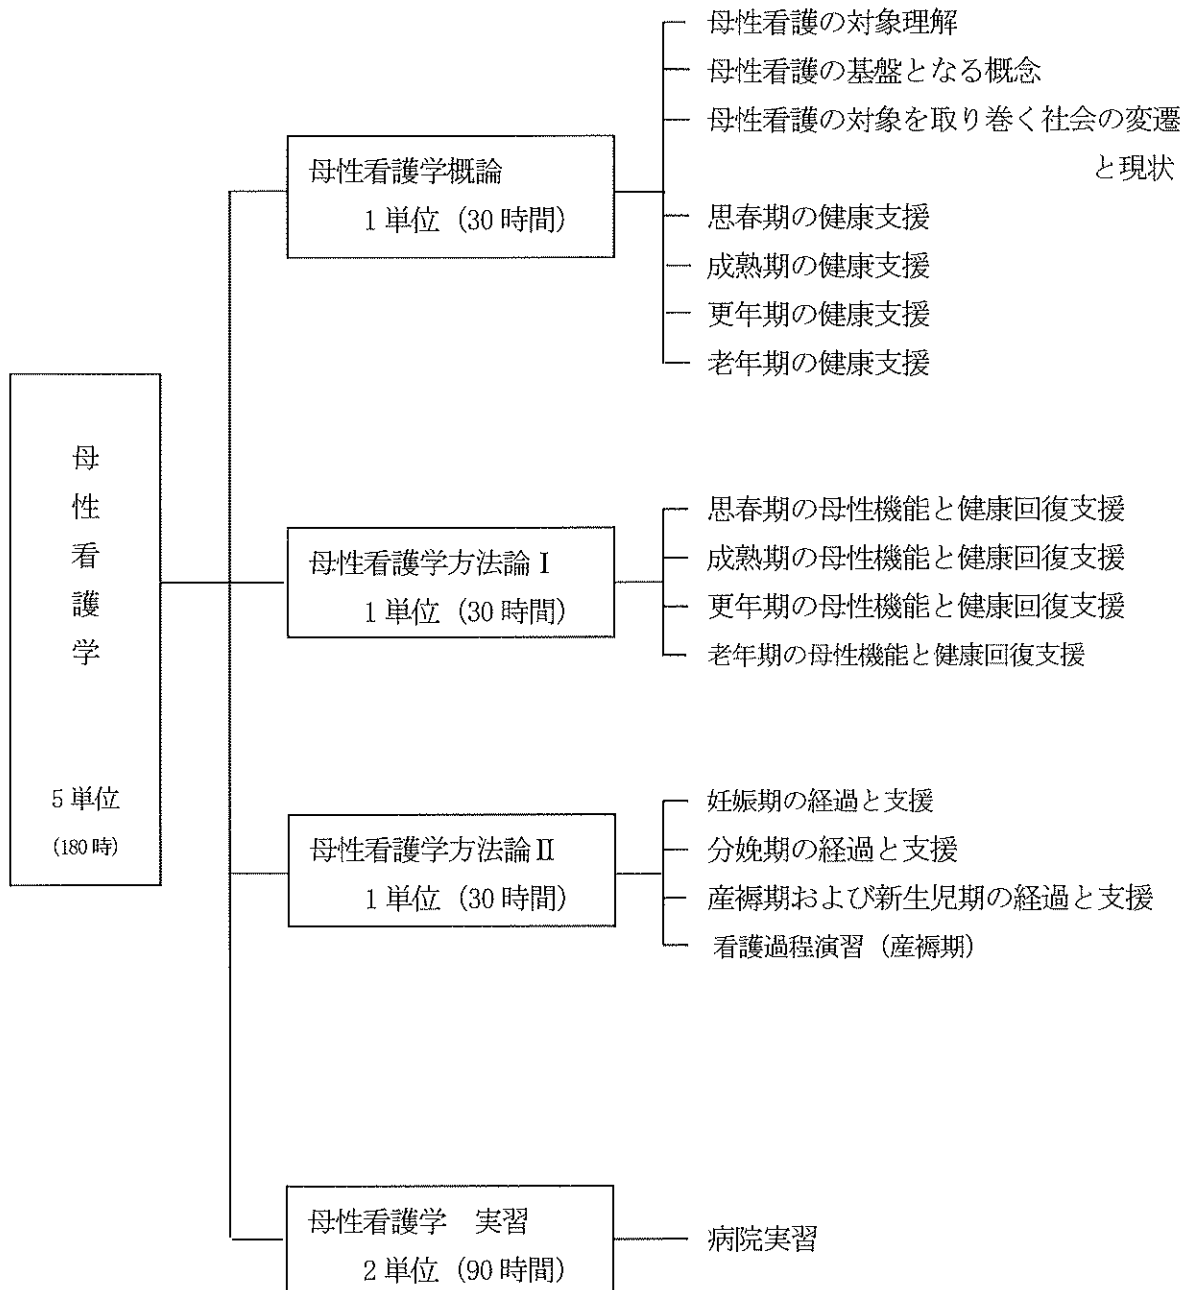 母性看護学
5単位
(180時)
母性看護学概論
1単位（30時間）
母性看護の対象理解
母性看護の基盤となる概念
母性看護の対象を取り巻く社会の変遷
と現状
思春期の健康支援
成熟期の健康支援
更年期の健康支援
老年期の健康支援
母性看護学方法論Ⅰ
1単位（30時間）
思春期の母性機能と健康回復支援
成熟期の母性機能と健康回復支援
更年期の母性機能と健康回復支援
老年期の母性機能と健康回復支援
母性看護学方法論Ⅱ
1単位（30時間）
妊娠期の経過と支援
分娩期の経過と支援
産褥期および新生児期の経過と支援
看護過程演習（産褥期）
母性看護学　実習
2単位（90時間）
病院実習